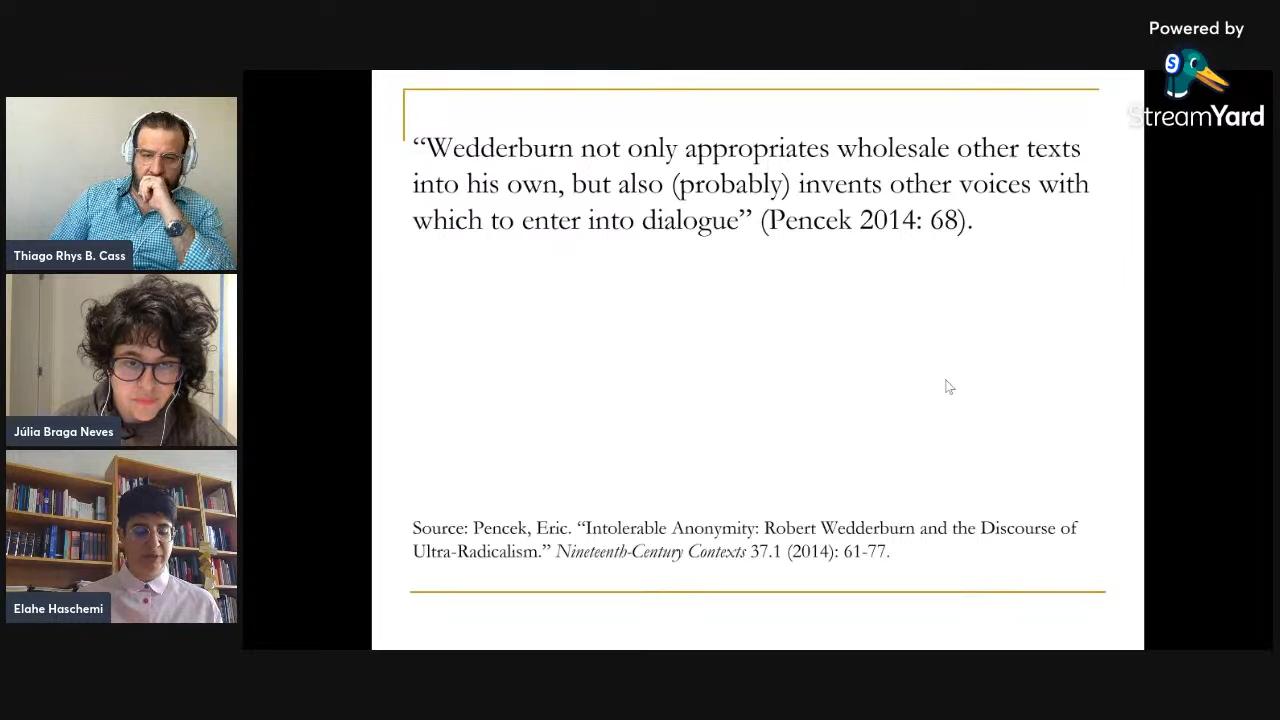 Powered by
StreamYard
“Wedderburn not only appropriates wholesale other texts
into his own, but also (probably) invents other voices with
which to enter into dialogue” (Pencek 2014: 68).
Thiago Rhys B. Cass
Júlia Braga Neves
Elahe Haschemi
Source: Pencek, Eric. “Intolerable Anonymity: Robert Wedderburn and the Discourse of
Ultra-Radicalism.” Nineteenth-Century Contexts 37.1 (2014): 61-77.